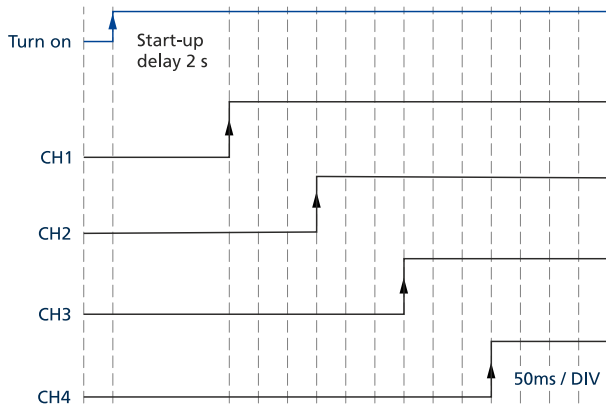 Turn on
Start-up
delay 2 s
CH1
CH2
CH3
CH4
50ms / DIV